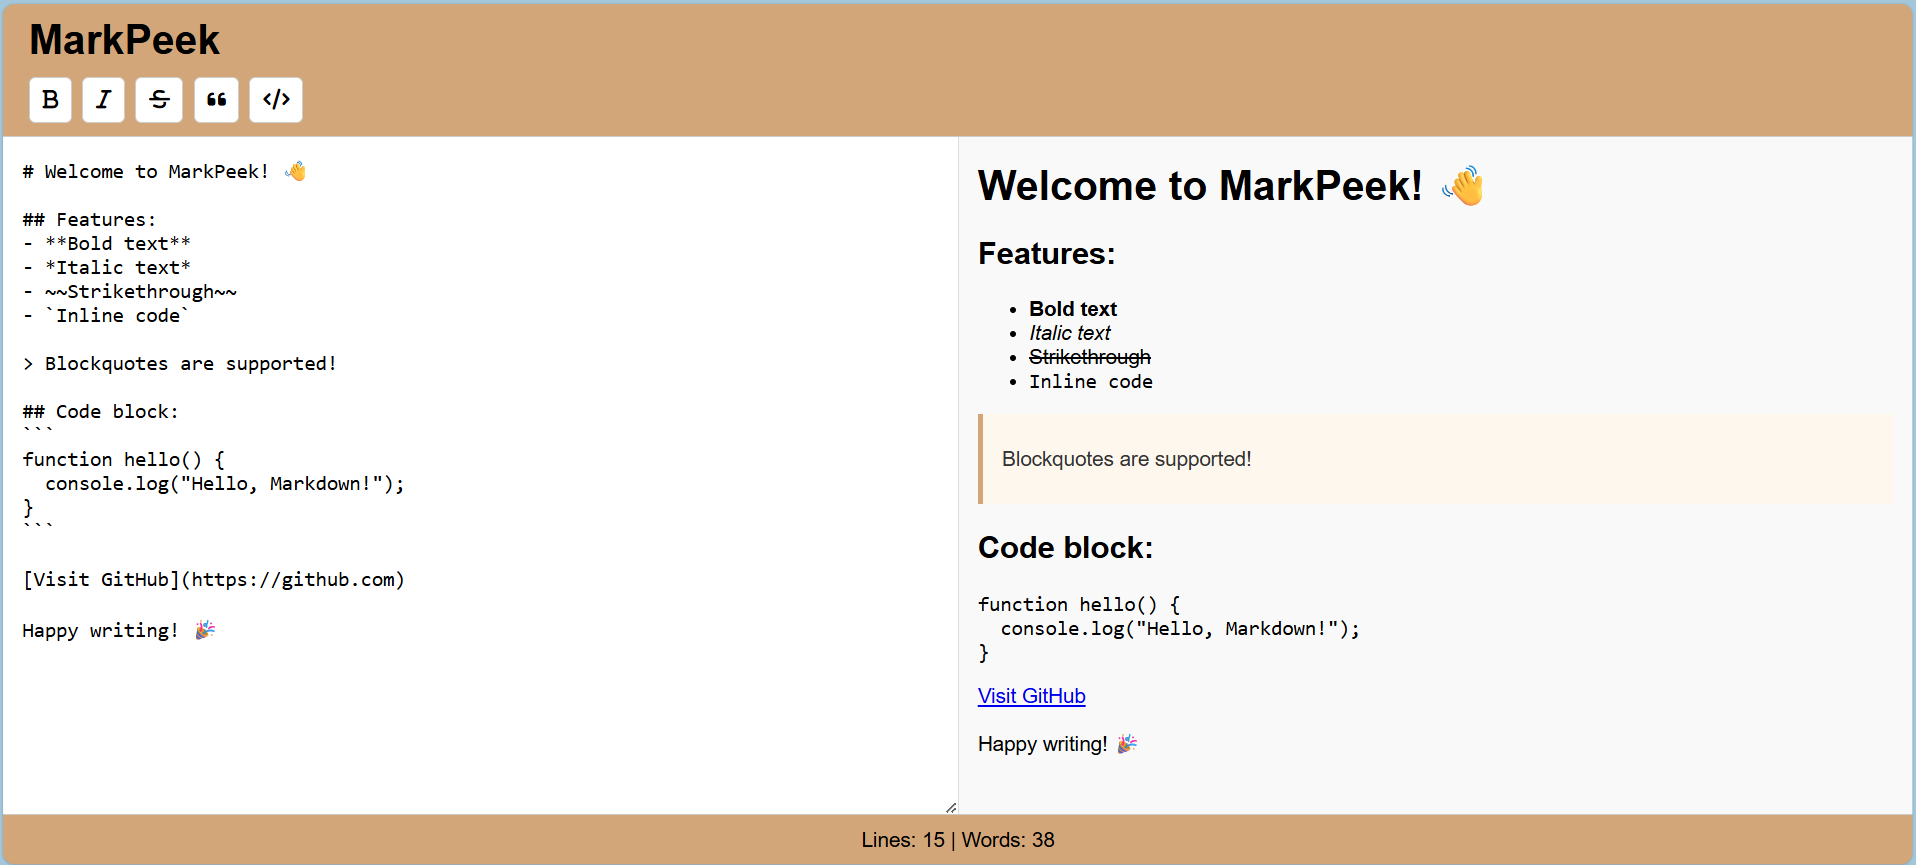 MarkPeek
B I S “ </>
# Welcome to MarkPeek! 👋
## Features:
- **Bold text**
- *Italic text*
- ~~Strikethrough~~
- `Inline code`
> Blockquotes are supported!
## Code block:
```
function hello() {
  console.log("Hello, Markdown!");
}
```
[Visit GitHub](https://github.com)
Happy writing! 🎉
Welcome to MarkPeek! 👋
Features:
• Bold text
• Italic text
• Strikethrough
• Inline code
Blockquotes are supported!
Code block:
function hello() {
  console.log("Hello, Markdown!");
}
Visit GitHub
Happy writing! 🎉
Lines: 15 | Words: 38